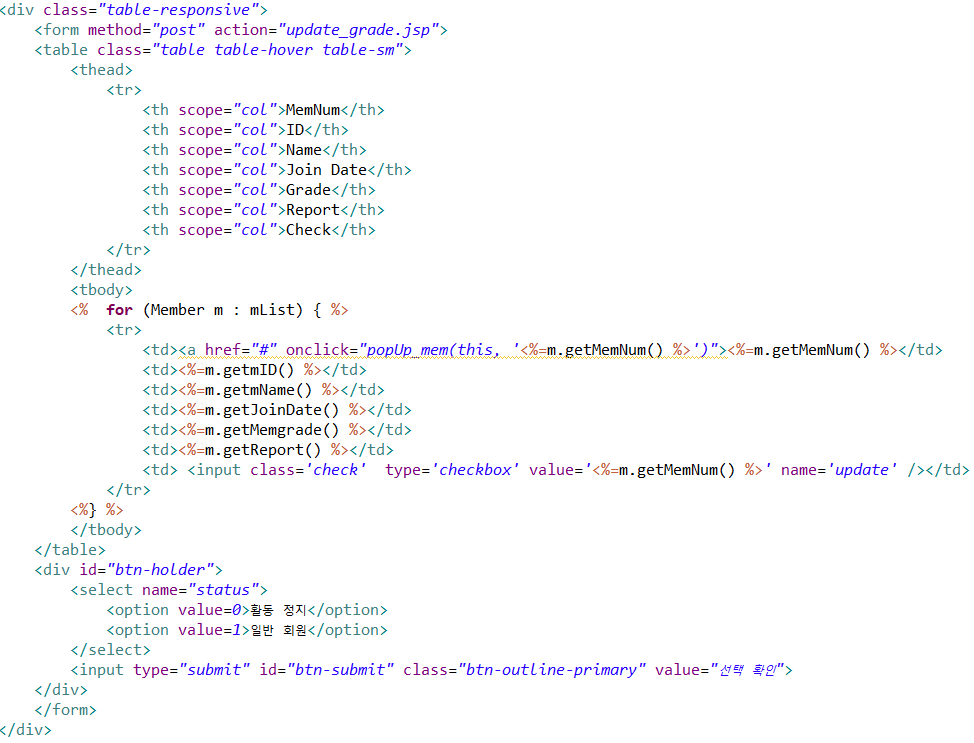 <div class="table-responsive">
<form method="post" action="update_grade.jsp">
<table class="table table-hover table-sm">
<thead>
<tr>
<th scope="col">MemNum</th>
<th scope="col">ID</th>
<th scope="col">Name</th>
<th scope="col">Join Date</th>
<th scope="col">Grade</th>
<th scope="col">Report</th>
<th scope="col">Check</th>
</tr>
</thead>
<tbody>
<%  for (Member m : mList) { %>
<tr>
<td><a href="#" onclick="popUp_mem(this, '<%=m.getMemNum() %>')"><%=m.getMemNum() %></td>
<td><%=m.getmID() %></td>
<td><%=m.getmName() %></td>
<td><%=m.getJoinDate() %></td>
<td><%=m.getMemgrade() %></td>
<td><%=m.getReport() %></td>
<td> <input class='check'  type='checkbox' value='<%=m.getMemNum() %>' name='update' /></td>
</tr>
<%} %>
</tbody>
</table>
<div id="btn-holder">
<select name="status">
<option value=0>활동 정지</option>
<option value=1>일반 회원</option>
</select>
<input type="submit" id="btn-submit" class="btn-outline-primary" value="선택 확인">
</div>
</form>
</div>